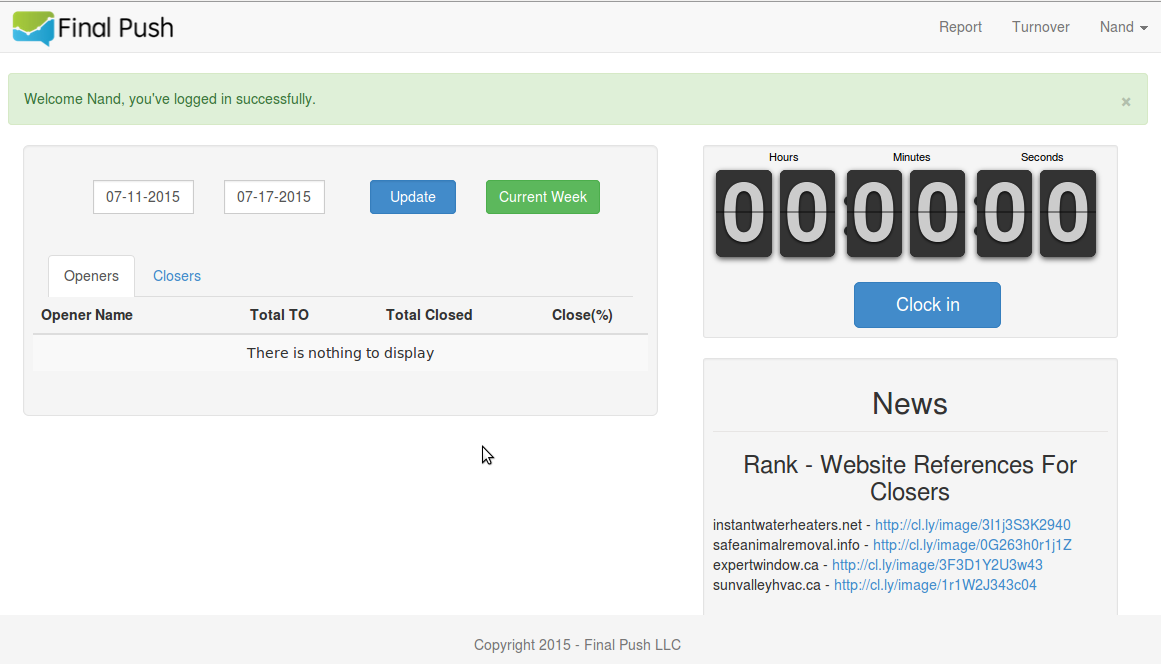 Final Push
Report Turnover Nand
Welcome Nand, you've logged in successfully.
×
07-11-2015 07-17-2015 Update Current Week
Openers Closers
Opener Name Total TO Total Closed Close(%)
There is nothing to display
Hours Minutes Seconds
00:00:00
Clock in
News
Rank - Website References For
Closers
instantwaterheaters.net - http://cl.ly/image/3I1j3S3K2940
safeanimalremoval.info - http://cl.ly/image/0G263h0r1j1Z
expertwindow.ca - http://cl.ly/image/3F3D1Y2U3w43
sunvalleyhvac.ca - http://cl.ly/image/1r1W2J343c04
Copyright 2015 - Final Push LLC